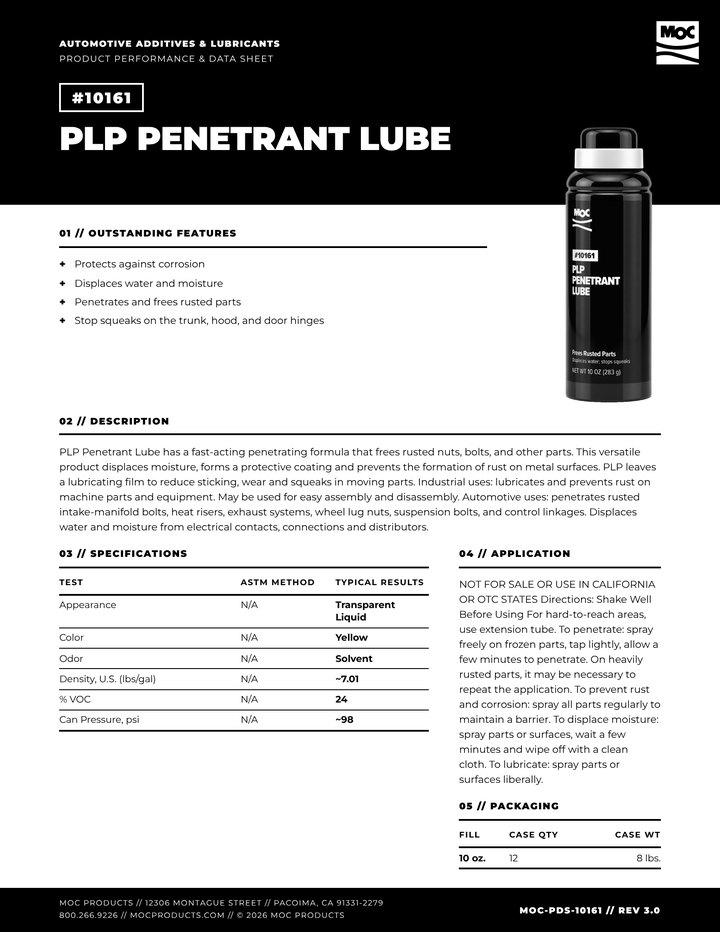 AUTOMOTIVE ADDITIVES & LUBRICANTS
PRODUCT PERFORMANCE & DATA SHEET
MOC
#10161
PLP PENETRANT LUBE
MOC
#10161
PLP
PENETRANT
LUBE
Frees Rusted Parts
Displaces water; stops squeaks
NET WT 10 OZ (283 g)
01 // OUTSTANDING FEATURES
+ Protects against corrosion
+ Displaces water and moisture
+ Penetrates and frees rusted parts
+ Stop squeaks on the trunk, hood, and door hinges
02 // DESCRIPTION
PLP Penetrant Lube has a fast-acting penetrating formula that frees rusted nuts, bolts, and other parts. This versatile
product displaces moisture, forms a protective coating and prevents the formation of rust on metal surfaces. PLP leaves
a lubricating film to reduce sticking, wear and squeaks in moving parts. Industrial uses: lubricates and prevents rust on
machine parts and equipment. May be used for easy assembly and disassembly. Automotive uses: penetrates rusted
intake-manifold bolts, heat risers, exhaust systems, wheel lug nuts, suspension bolts, and control linkages. Displaces
water and moisture from electrical contacts, connections and distributors.
03 // SPECIFICATIONS
TEST ASTM METHOD TYPICAL RESULTS
Appearance N/A Transparent
Liquid
Color N/A Yellow
Odor N/A Solvent
Density, U.S. (lbs/gal) N/A ~7.01
% VOC N/A 24
Can Pressure, psi N/A ~98
04 // APPLICATION
NOT FOR SALE OR USE IN CALIFORNIA
OR OTC STATES Directions: Shake Well
Before Using For hard-to-reach areas,
use extension tube. To penetrate: spray
freely on frozen parts, tap lightly, allow a
few minutes to penetrate. On heavily
rusted parts, it may be necessary to
repeat the application. To prevent rust
and corrosion: spray all parts regularly to
maintain a barrier. To displace moisture:
spray parts or surfaces, wait a few
minutes and wipe off with a clean
cloth. To lubricate: spray parts or
surfaces liberally.
05 // PACKAGING
FILL CASE QTY CASE WT
10 oz. 12 8 lbs.
MOC PRODUCTS // 12306 MONTAGUE STREET // PACOIMA, CA 91331-2279
800.266.9226 // MOCPRODUCTS.COM // © 2026 MOC PRODUCTS
MOC-PDS-10161 // REV 3.0